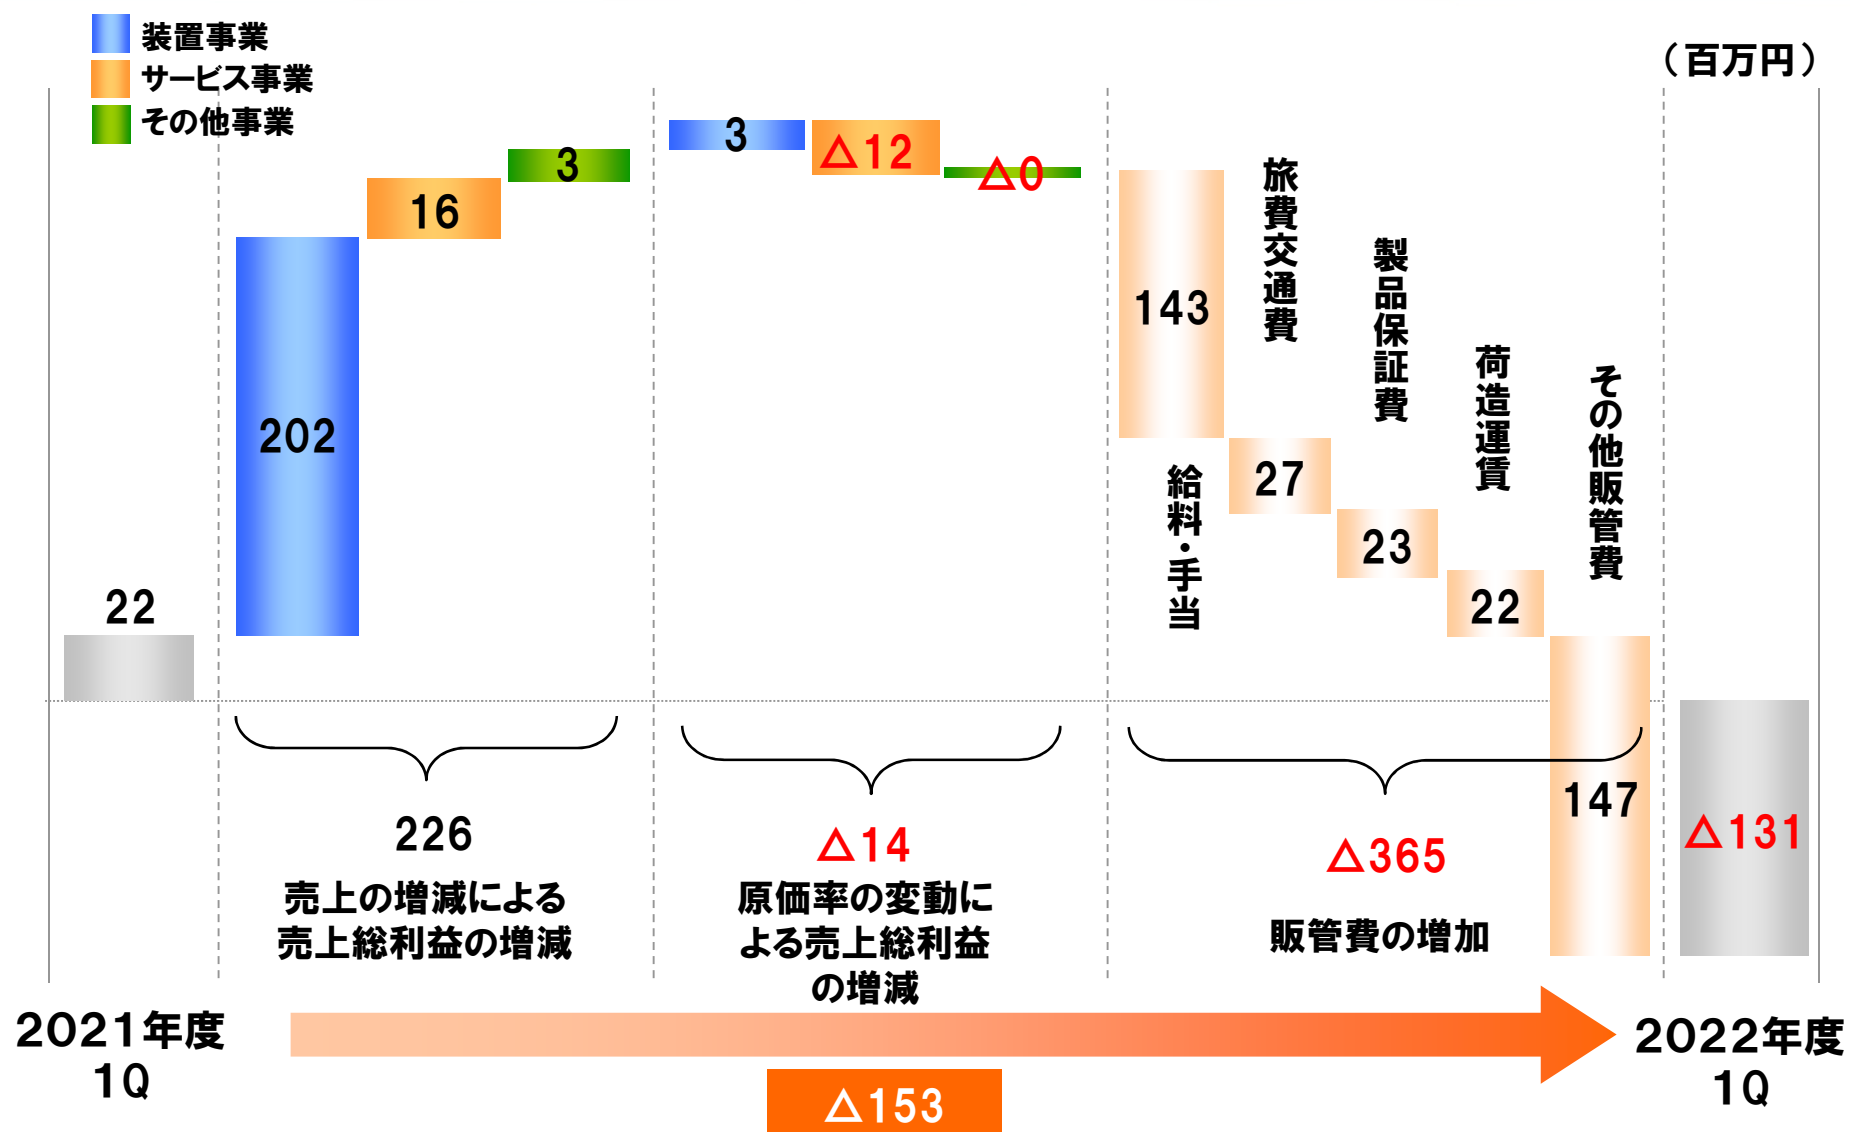 装置事業
サービス事業
その他事業
（百万円）
22
202
16
3
3
△12
△0
143
給料・手当
27
旅費交通費
23
製品保証費
22
荷造運賃
147
その他販管費
△131
226
売上の増減による
売上総利益の増減
△14
原価率の変動に
よる売上総利益
の増減
△365
販管費の増加
2021年度
1Q
2022年度
1Q
△153